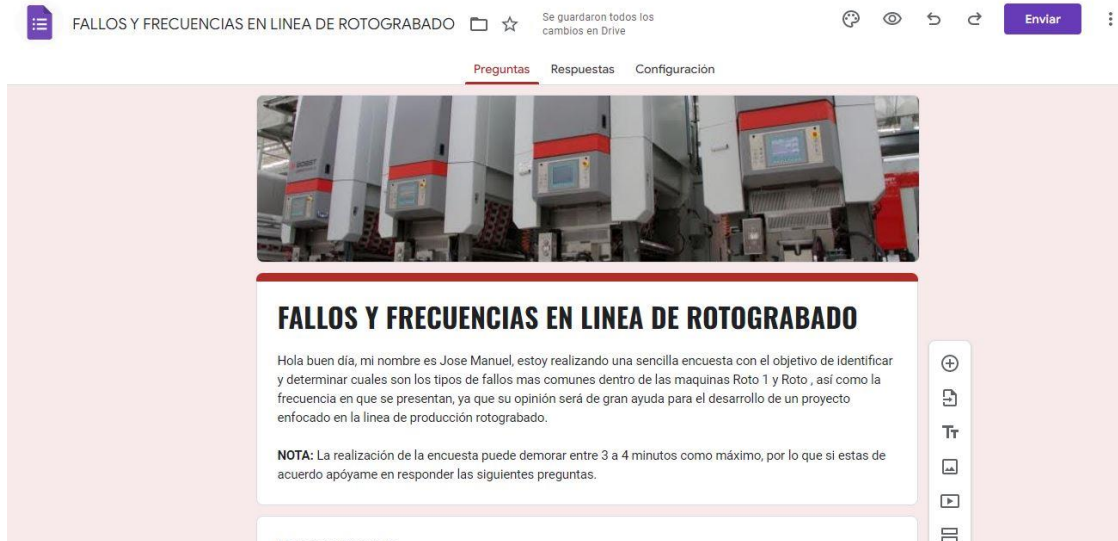 FALLOS Y FRECUENCIAS EN LINEA DE ROTOGRABADO
Se guardaron todos los
cambios en Drive
Enviar
Preguntas Respuestas Configuración
FALLOS Y FRECUENCIAS EN LINEA DE ROTOGRABADO
Hola buen día, mi nombre es Jose Manuel, estoy realizando una sencilla encuesta con el objetivo de identificar
y determinar cuales son los tipos de fallos mas comunes dentro de las maquinas Roto 1 y Roto , así como la
frecuencia en que se presentan, ya que su opinión será de gran ayuda para el desarrollo de un proyecto
enfocado en la linea de producción rotograbado.
NOTA: La realización de la encuesta puede demorar entre 3 a 4 minutos como máximo, por lo que si estas de
acuerdo apóyame en responder las siguientes preguntas.